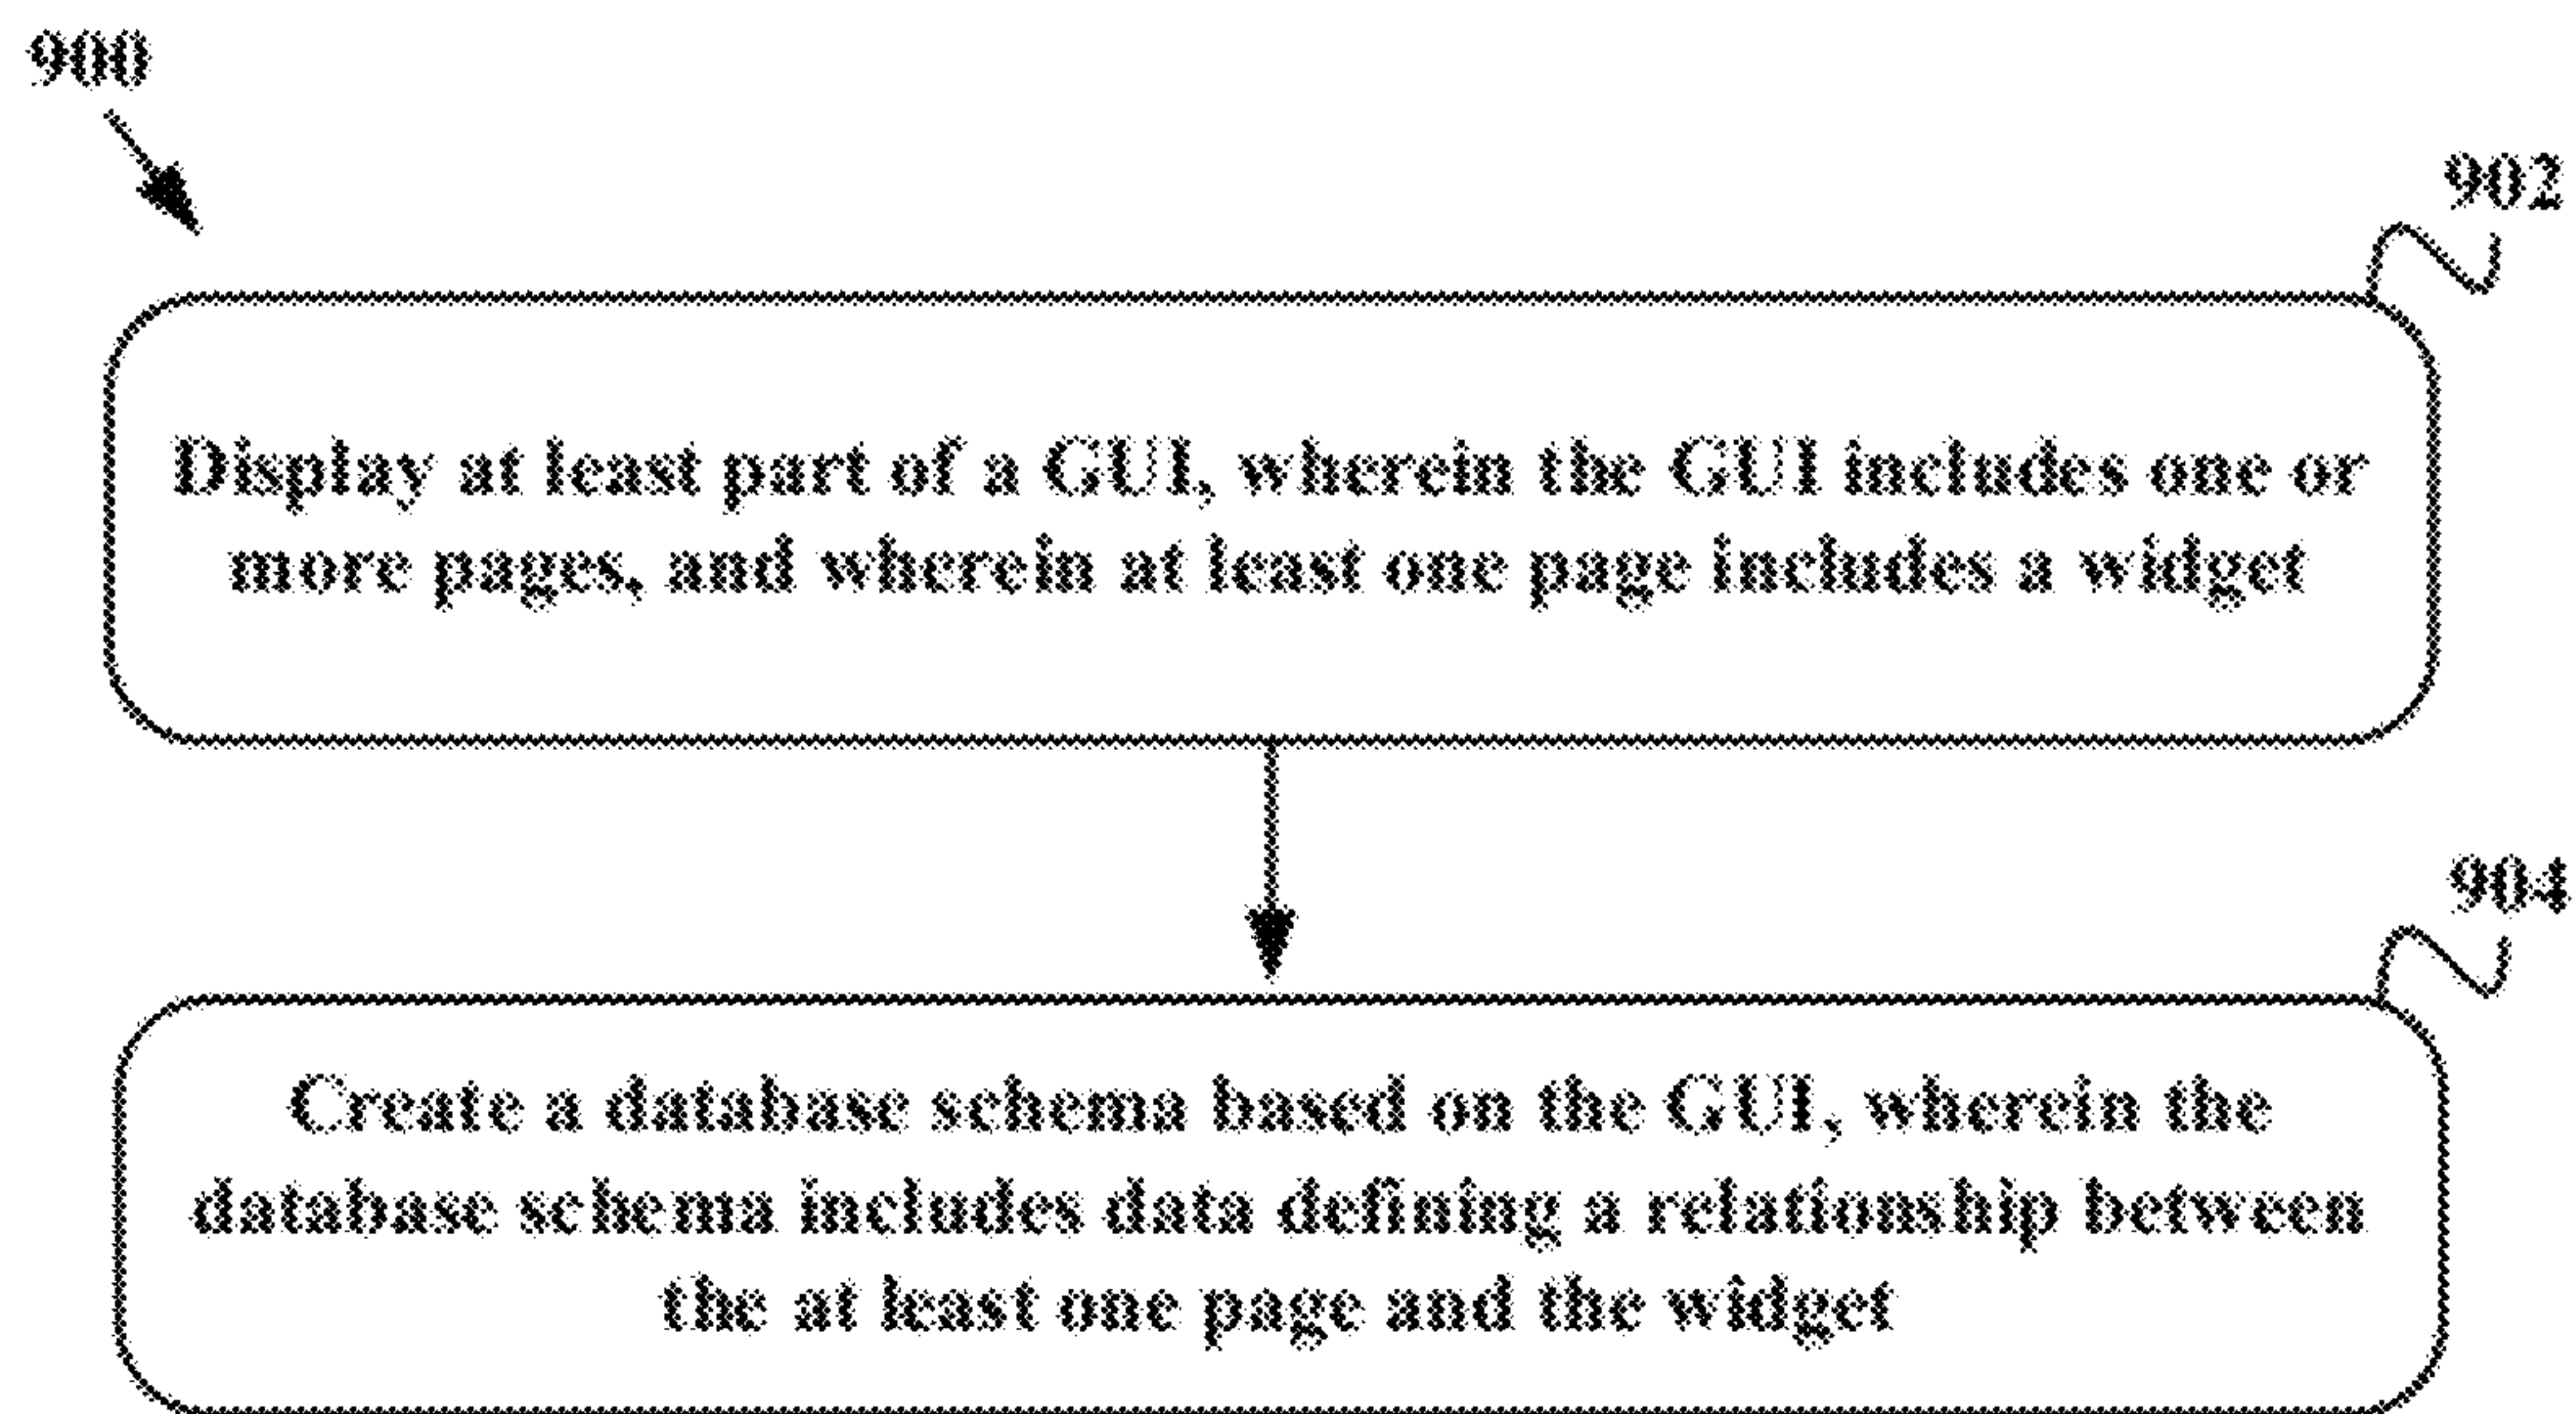 900
902
Display at least part of a GUI, wherein the GUI includes one or
more pages, and wherein at least one page includes a widget
904
Create a database schema based on the GUI, wherein the
database schema includes data defining a relationship between
the at least one page and the widget